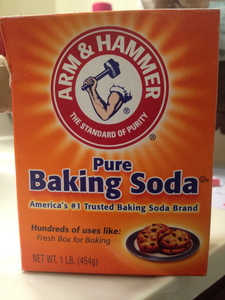 ARM & HAMMER
®
THE STANDARD OF PURITY
®
Pure
Baking Soda
America's #1 Trusted Baking Soda Brand
Hundreds of uses like:
Fresh Box for Baking
NET WT. 1 LB. (454g)